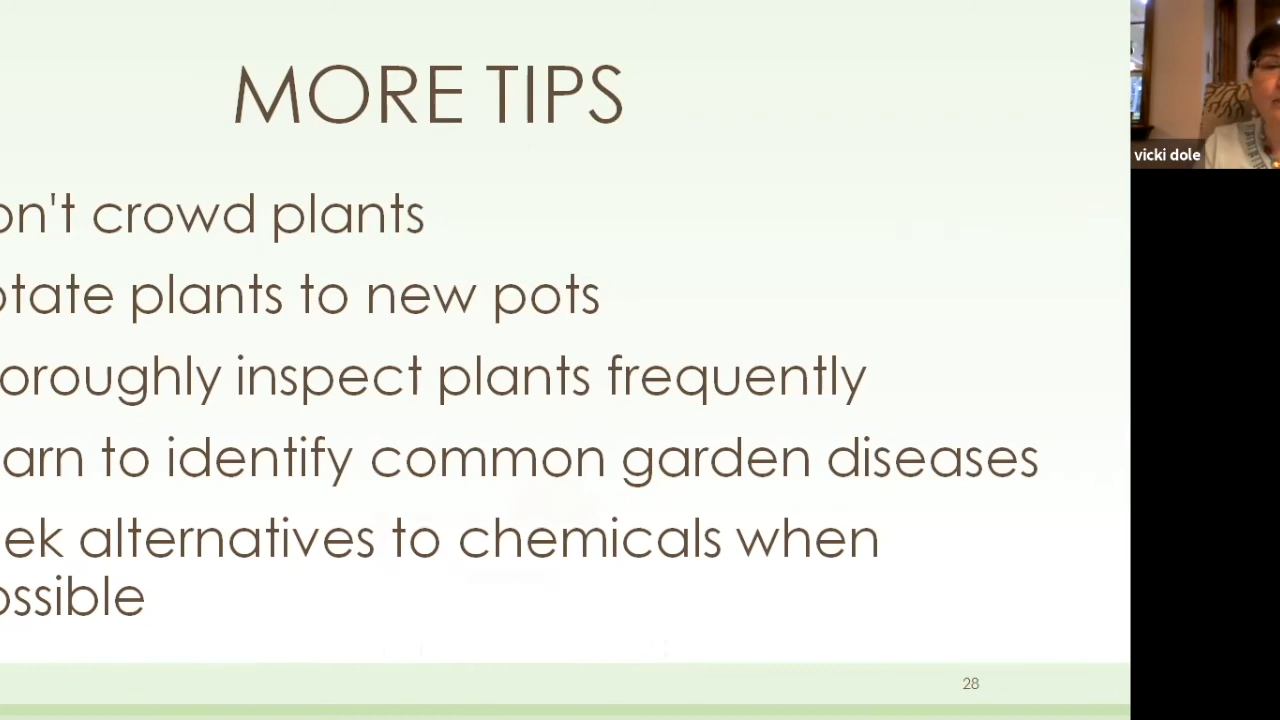 MORE TIPS
vicki dole
on't crowd plants
otate plants to new pots
oroughly inspect plants frequently
arn to identify common garden diseases
ek alternatives to chemicals when
ossible
28